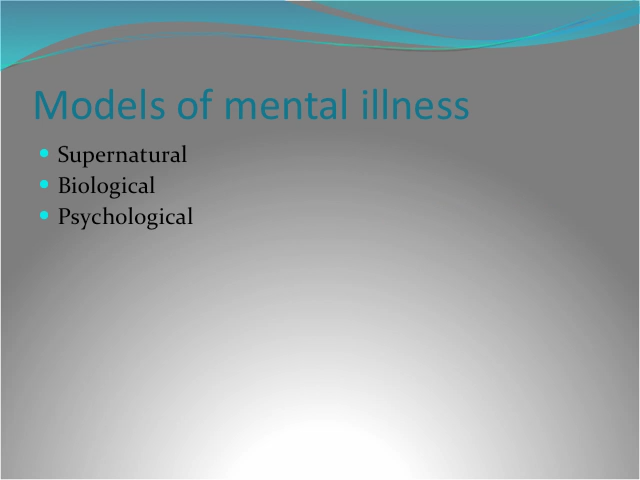 Models of mental illness
Supernatural
Biological
Psychological